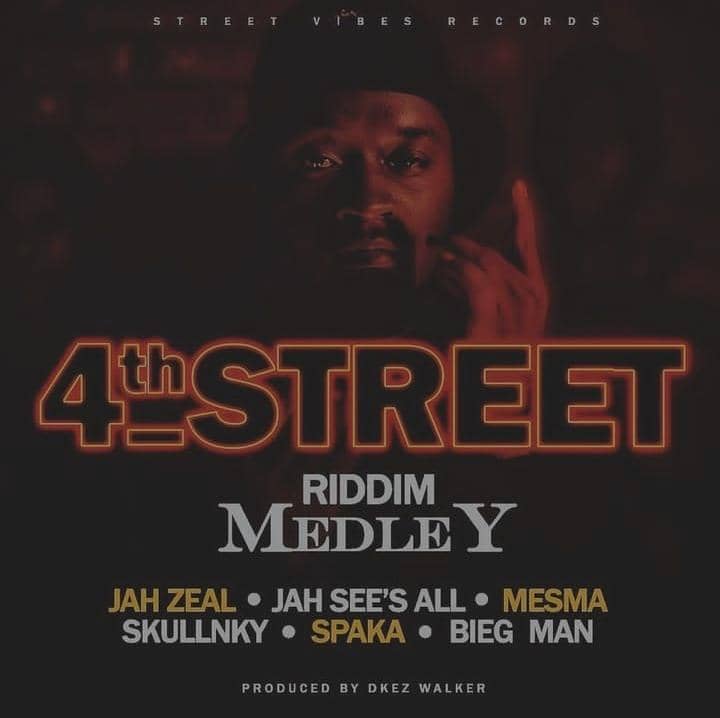 STREET VIBES RECORDS
4th STREET
RIDDIM
MEDLEY
JAH ZEAL • JAH SEE'S ALL • MESMA
SKULLNKY • SPAKA • BIEG MAN
PRODUCED BY DKEZ WALKER